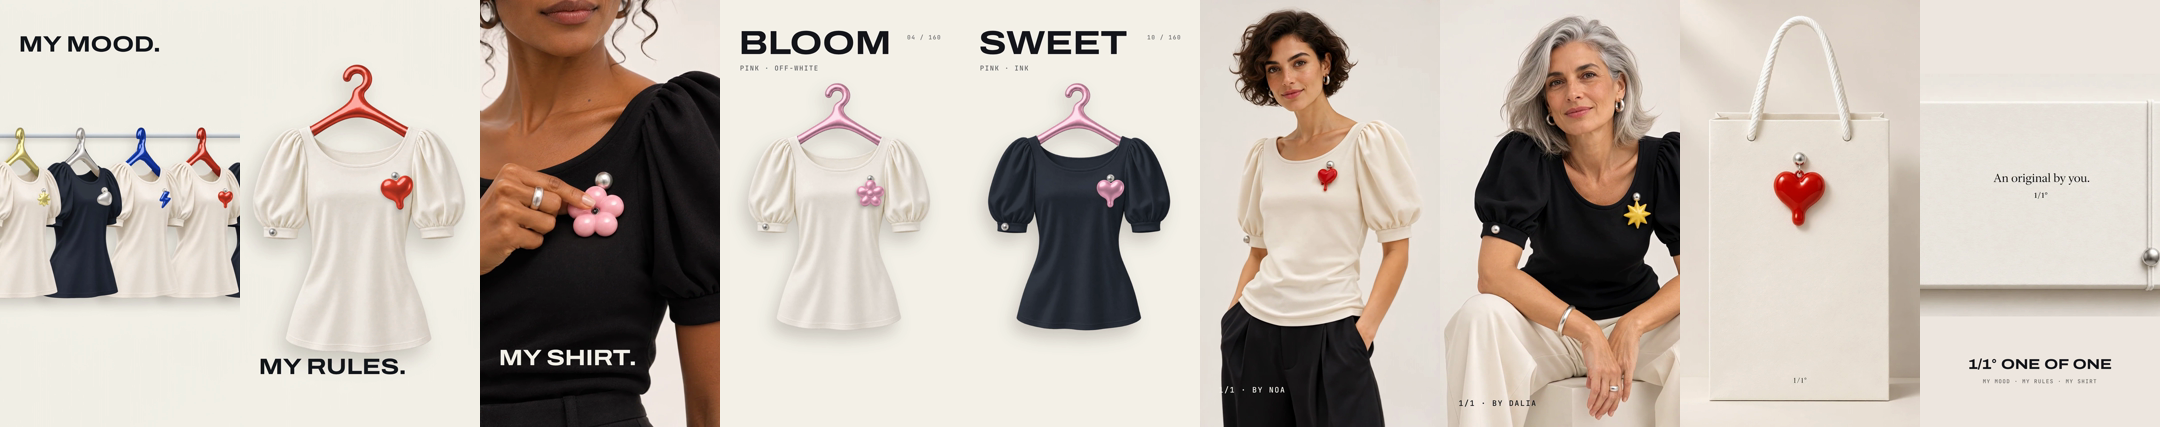 MY MOOD.
MY RULES.
MY SHIRT.
BLOOM
04 / 160
PINK · OFF-WHITE
SWEET
10 / 160
PINK · INK
1/1 · BY NOA
1/1 · BY DALIA
1/1°
An original by you.
1/1°
1/1° ONE OF ONE
MY MOOD · MY RULES · MY SHIRT